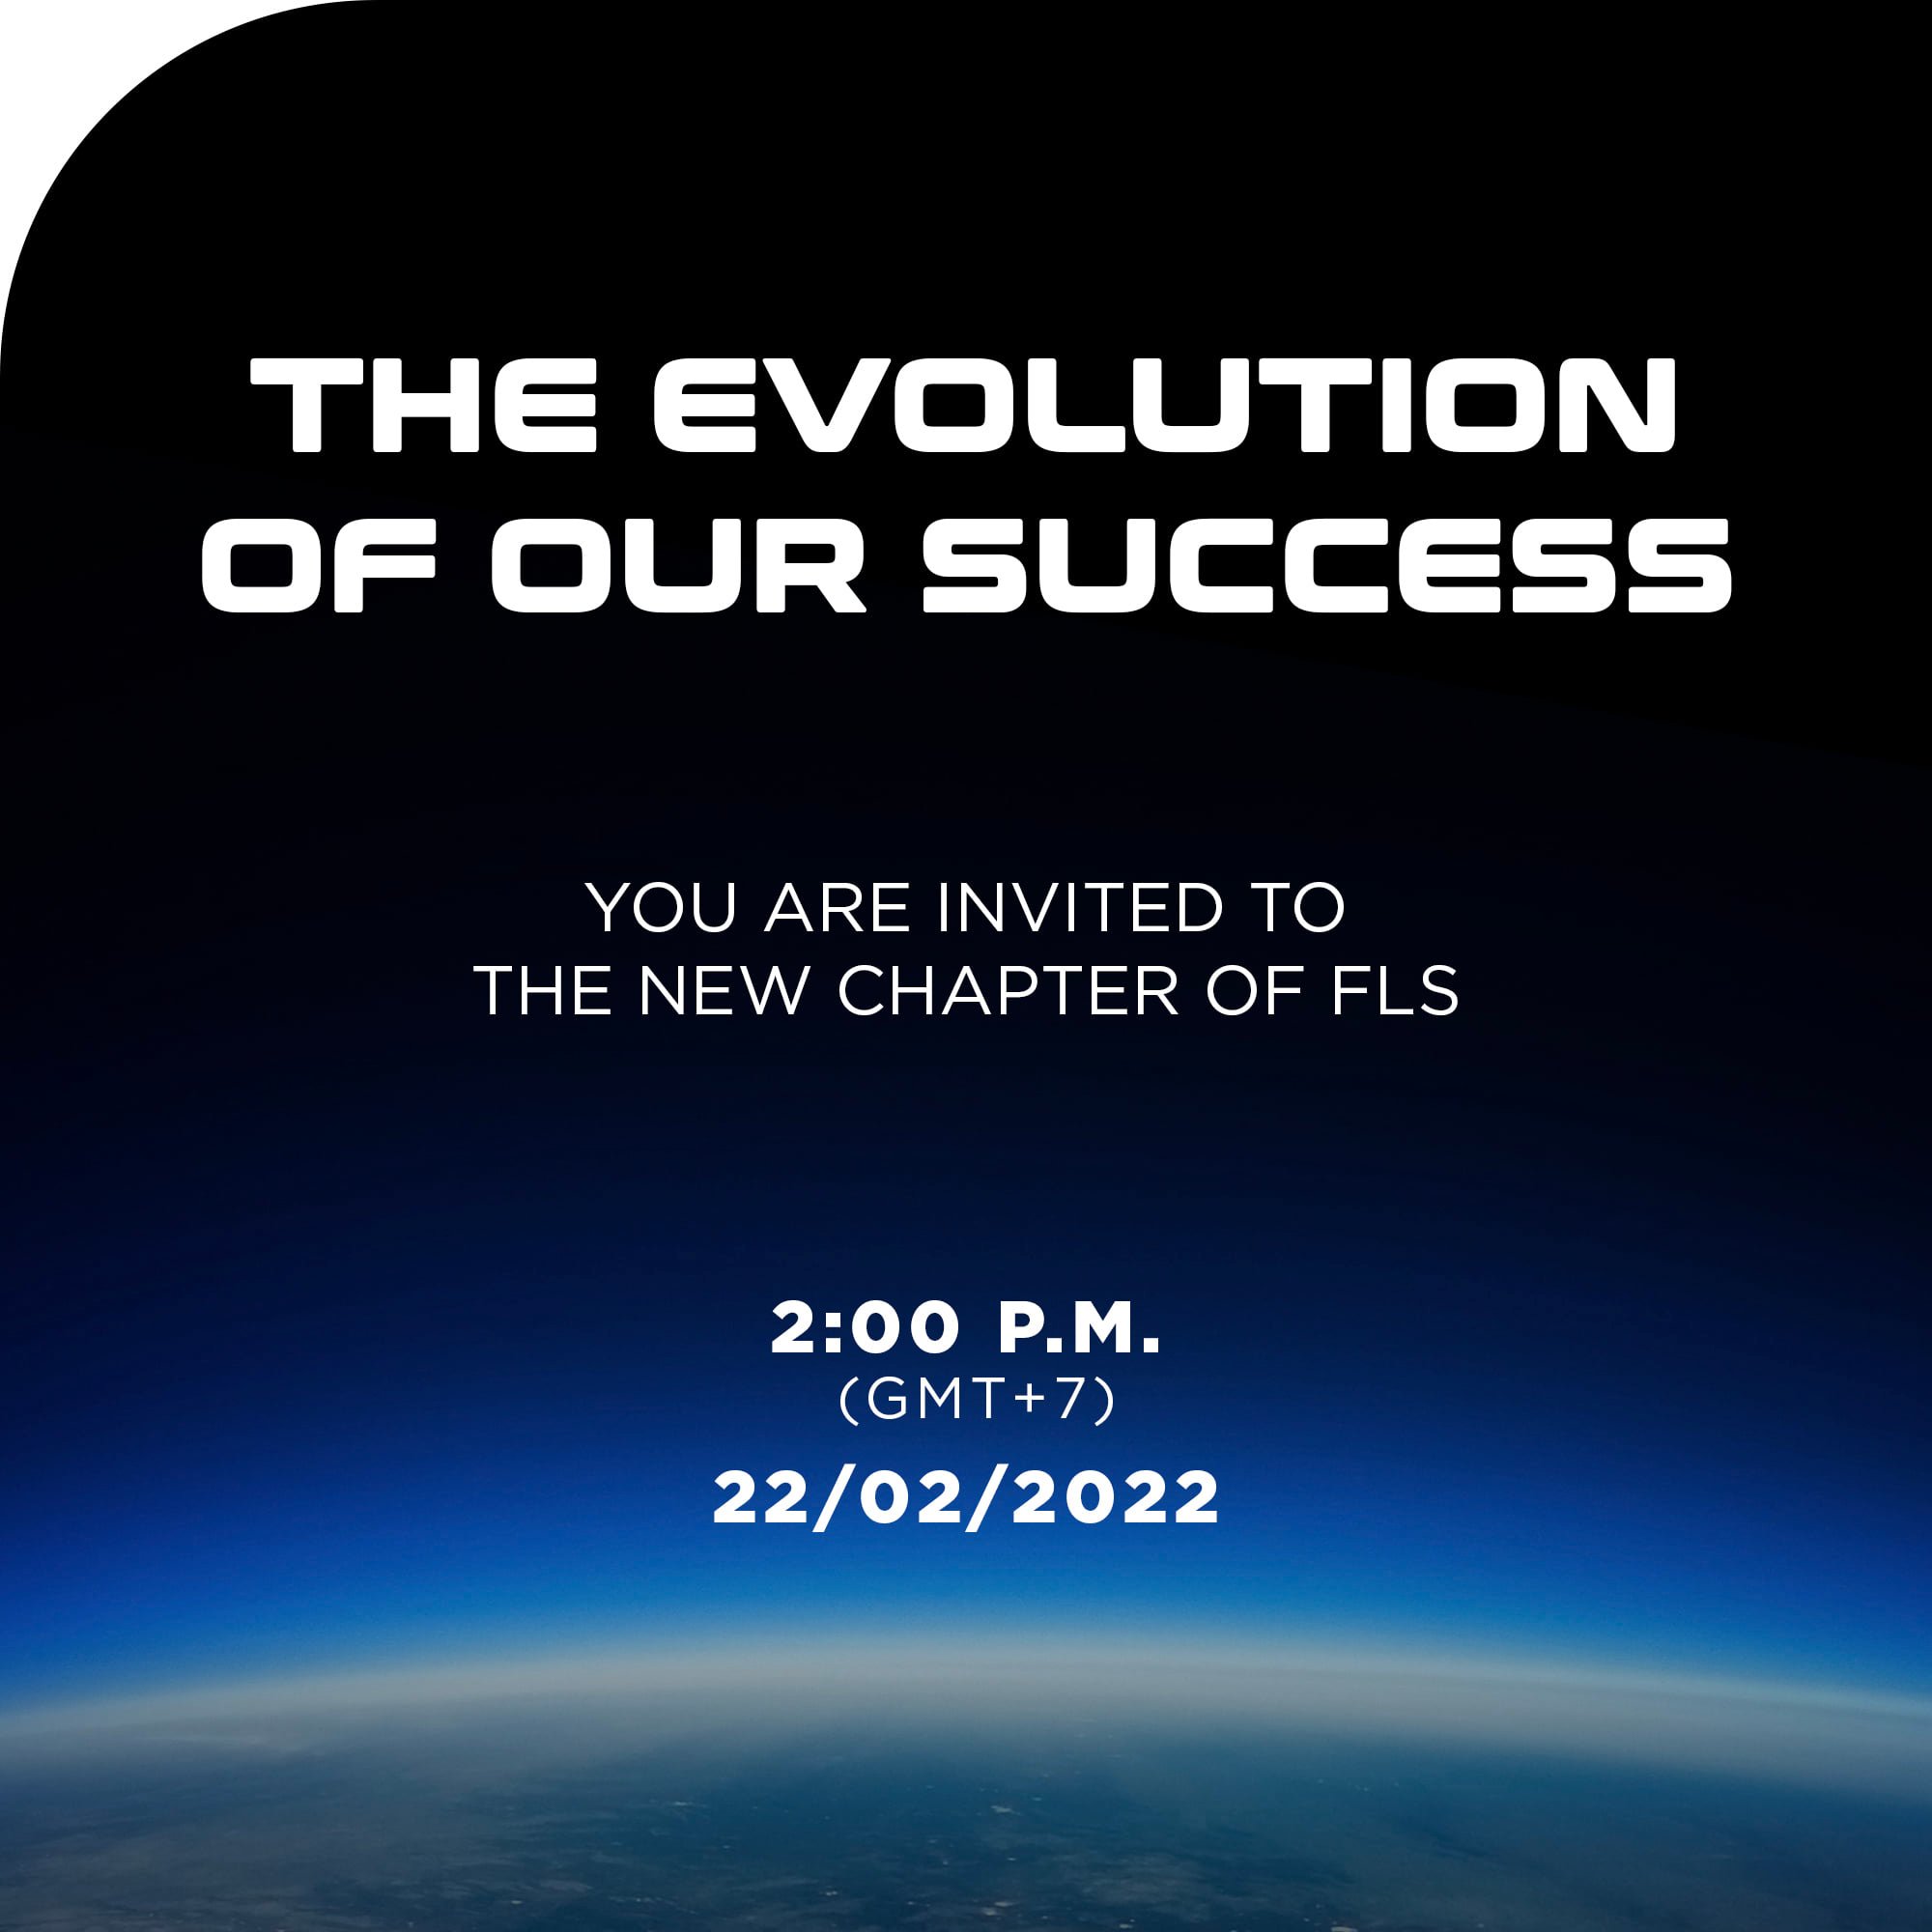 THE EVOLUTION
OF OUR SUCCESS
YOU ARE INVITED TO
THE NEW CHAPTER OF FLS
2:00 P.M.
(GMT+7)
22/02/2022